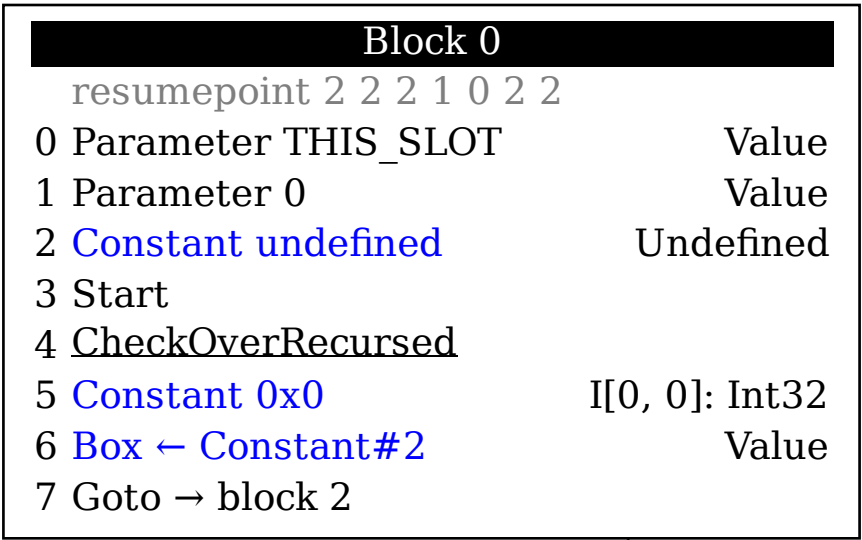 Block 0
resumepoint 2 2 2 1 0 2 2
0 Parameter THIS_SLOT Value
1 Parameter 0 Value
2 Constant undefined Undefined
3 Start
4 CheckOverRecursed
5 Constant 0x0 I[0, 0]: Int32
6 Box ← Constant#2 Value
7 Goto → block 2